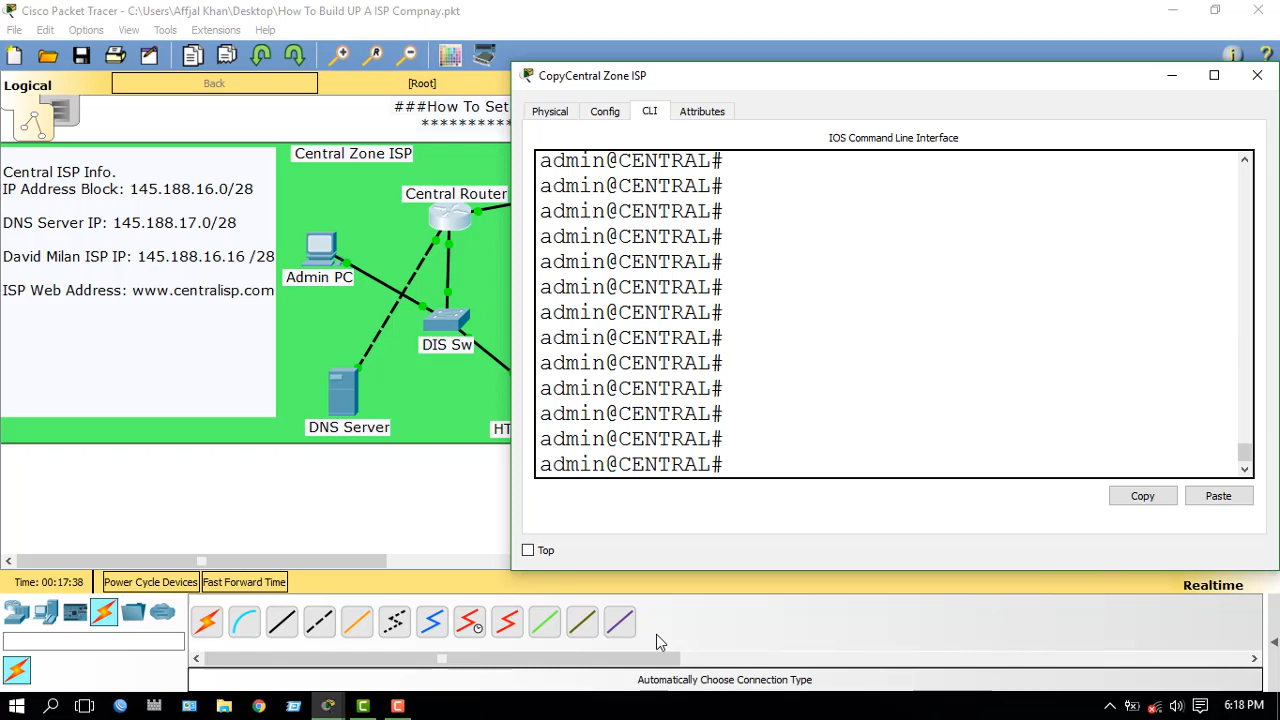 Cisco Packet Tracer - C:\Users\Affjal Khan\Desktop\How To Build UP A ISP Compnay.pkt
File Edit Options View Tools Extensions Help
Logical
Back
[Root]
###How To Set
**********
Central ISP Info.
IP Address Block: 145.188.16.0/28
DNS Server IP: 145.188.17.0/28
David Milan ISP IP: 145.188.16.16 /28
ISP Web Address: www.centralisp.com
Central Zone ISP
Central Router
Admin PC
DIS Sw
DNS Server
HT
CopyCentral Zone ISP
Physical Config CLI Attributes
IOS Command Line Interface
admin@CENTRAL#
admin@CENTRAL#
admin@CENTRAL#
admin@CENTRAL#
admin@CENTRAL#
admin@CENTRAL#
admin@CENTRAL#
admin@CENTRAL#
admin@CENTRAL#
admin@CENTRAL#
admin@CENTRAL#
admin@CENTRAL#
admin@CENTRAL#
Copy Paste
Top
Time: 00:17:38 Power Cycle Devices Fast Forward Time
Realtime
Automatically Choose Connection Type
6:18 PM